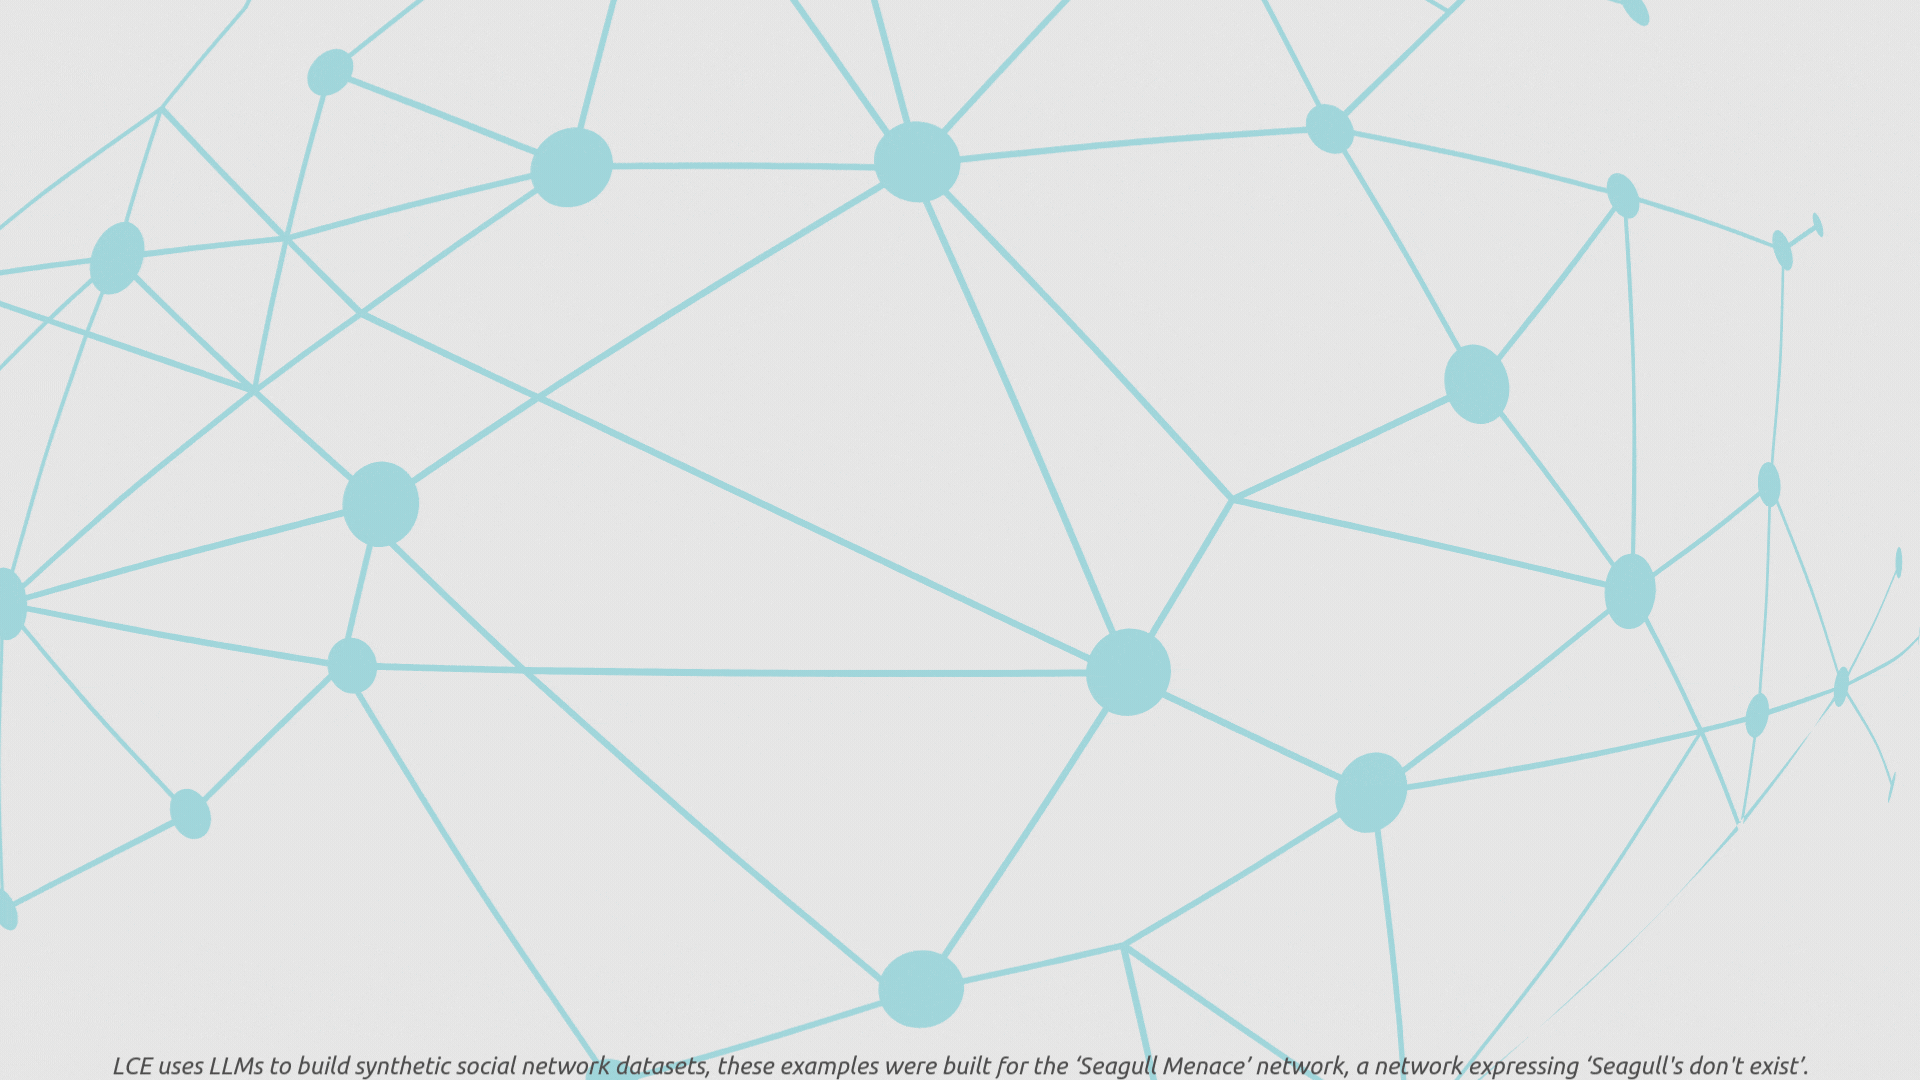 LCE uses LLMs to build synthetic social network datasets, these examples were built for the ‘Seagull Menace’ network, a network expressing ‘Seagull's don't exist’.